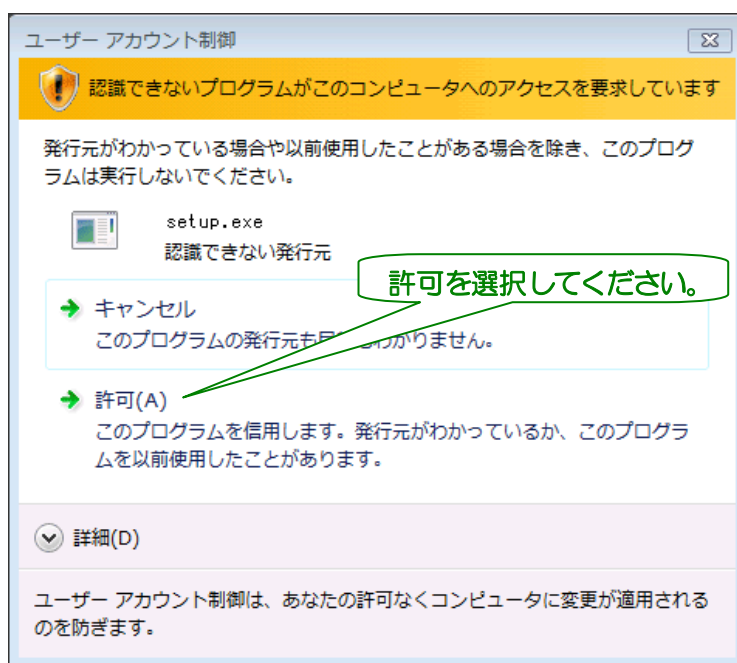 ユーザー アカウント制御
認識できないプログラムがこのコンピュータへのアクセスを要求しています
発行元がわかっている場合や以前使用したことがある場合を除き、このプログ
ラムは実行しないでください。
setup.exe
認識できない発行元
許可を選択してください。
キャンセル
このプログラムの発行元も わかりません。
許可(A)
このプログラムを信用します。発行元がわかっているか、このプログラ
ムを以前使用したことがあります。
詳細(D)
ユーザー アカウント制御は、あなたの許可なくコンピュータに変更が適用される
のを防ぎます。